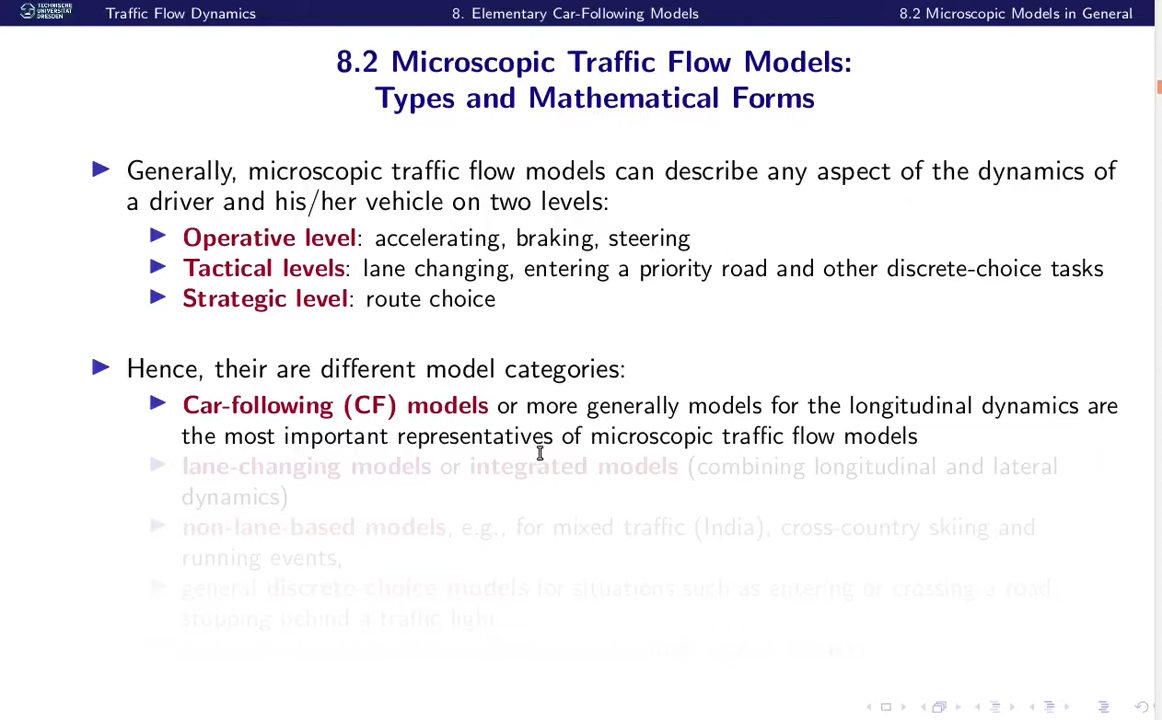 TECHNISCHE
UNIVERSITÄT
DRESDEN
Traffic Flow Dynamics
8. Elementary Car-Following Models
8.2 Microscopic Models in General
8.2 Microscopic Traffic Flow Models:
Types and Mathematical Forms
Generally, microscopic traffic flow models can describe any aspect of the dynamics of
a driver and his/her vehicle on two levels:
Operative level: accelerating, braking, steering
Tactical levels: lane changing, entering a priority road and other discrete-choice tasks
Strategic level: route choice
Hence, their are different model categories:
Car-following (CF) models or more generally models for the longitudinal dynamics are
the most important representatives of microscopic traffic flow models
lane-changing models or integrated models (combining longitudinal and lateral
dynamics)
non-lane-based models, e.g., for mixed traffic (India), cross-country skiing and
running events,
general discrete-choice models for situations such as entering or crossing a road,
stopping behind a traffic light